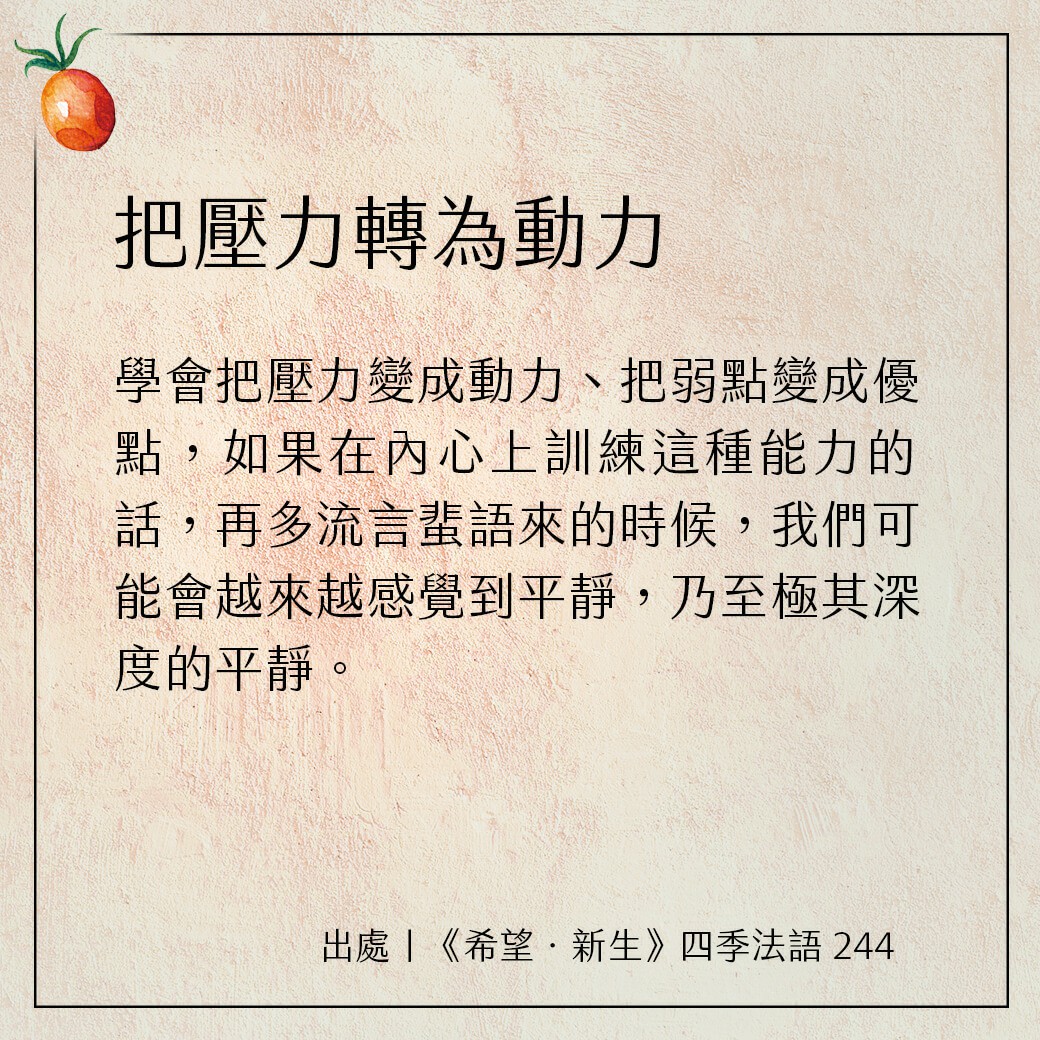 把壓力轉為動力
學會把壓力變成動力、把弱點變成優
點，如果在內心上訓練這種能力的
話，再多流言蜚語來的時候，我們可
能會越來越感覺到平靜，乃至極其深
度的平靜。
出處｜《希望．新生》四季法語 244